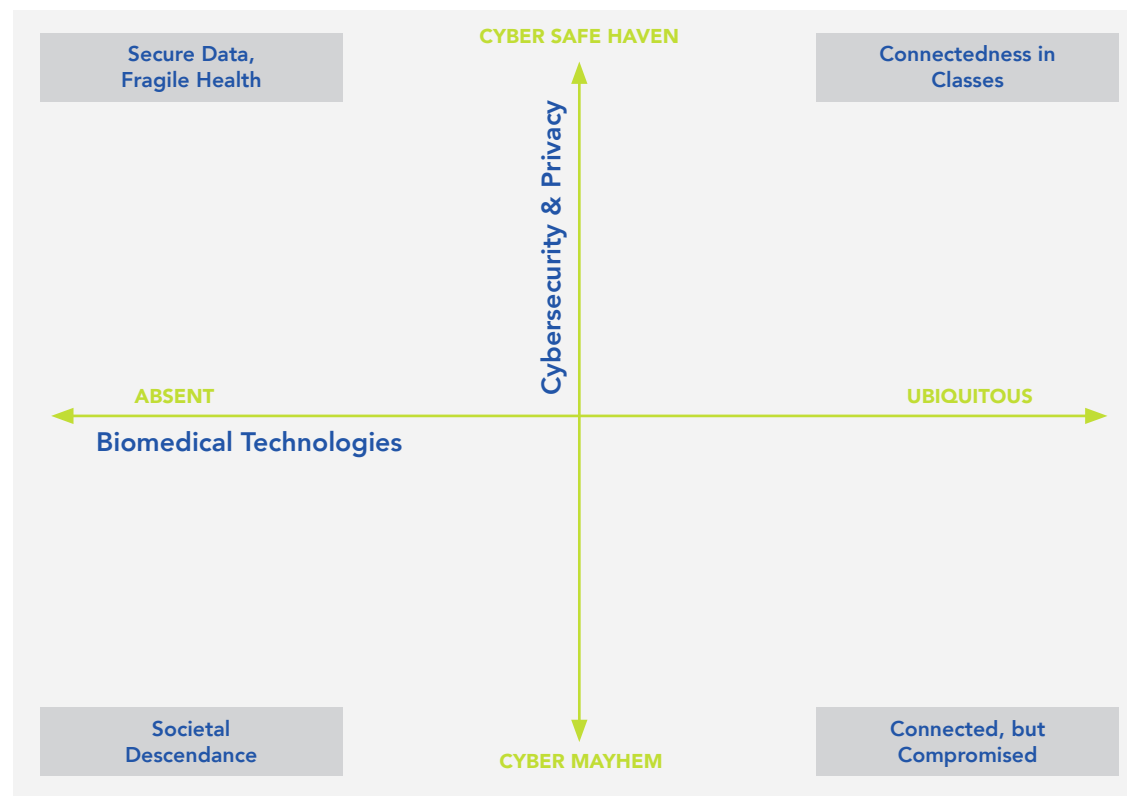 CYBER SAFE HAVEN
Secure Data,
Fragile Health
Connectedness in
Classes
Cybersecurity & Privacy
ABSENT
UBIQUITOUS
Biomedical Technologies
Societal
Descendance
Connected, but
Compromised
CYBER MAYHEM